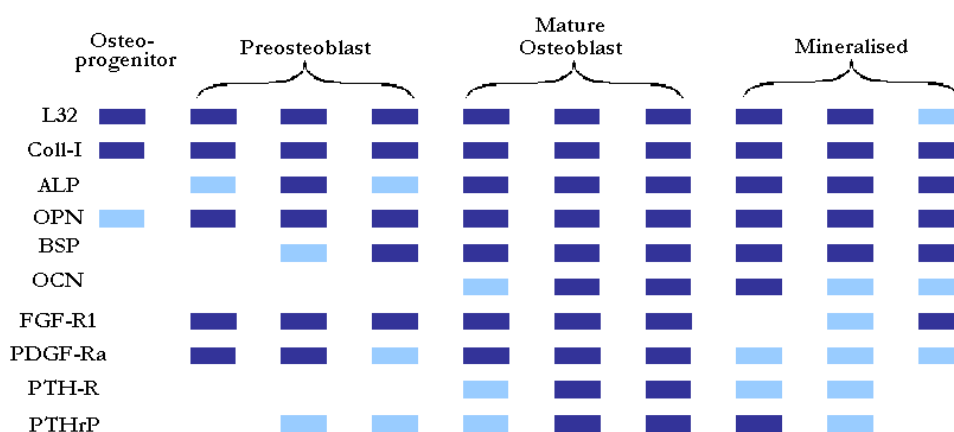 Osteo-
progenitor
Preosteoblast
Mature
Osteoblast
Mineralised
L32
Coll-I
ALP
OPN
BSP
OCN
FGF-R1
PDGF-Ra
PTH-R
PTHrP